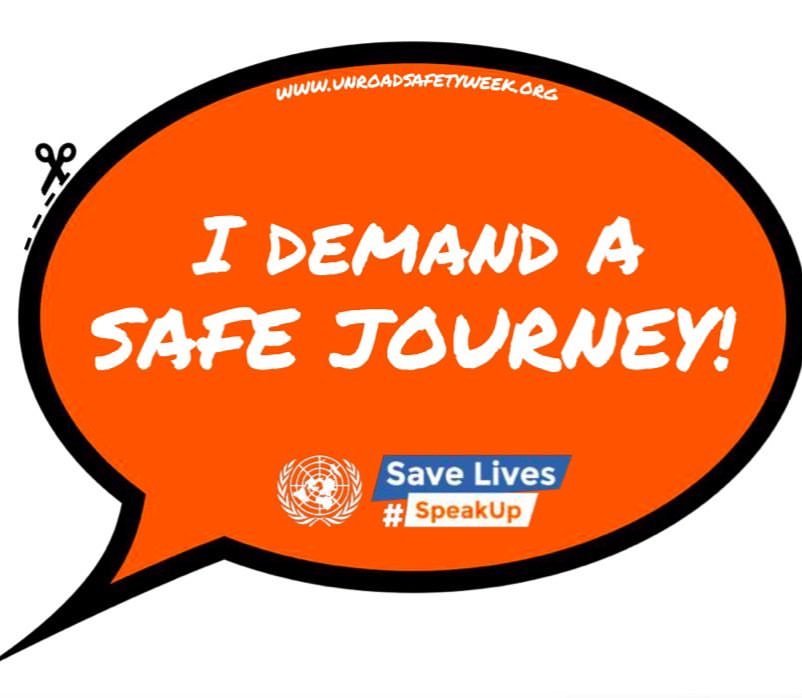 WWW.UNROADSAFETYWEEK.ORG
I DEMAND A
SAFE JOURNEY!
Save Lives
#SpeakUp